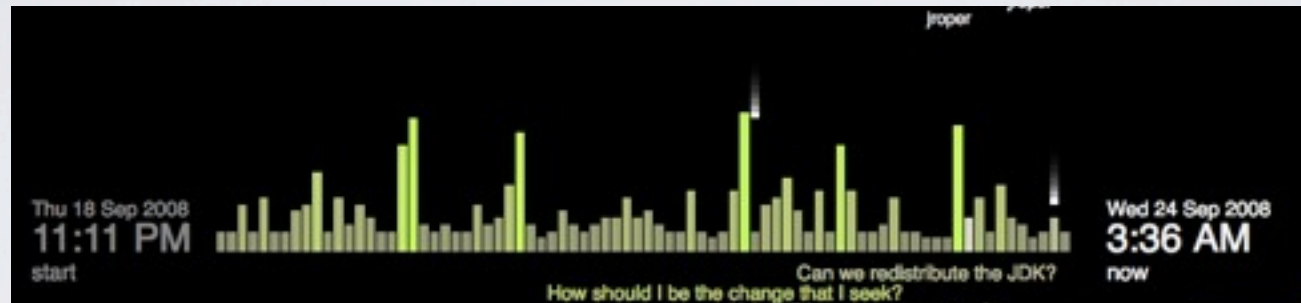 jroper
Thu 18 Sep 2008
11:11 PM
start
Wed 24 Sep 2008
3:36 AM
now
Can we redistribute the JDK?
How should I be the change that I seek?